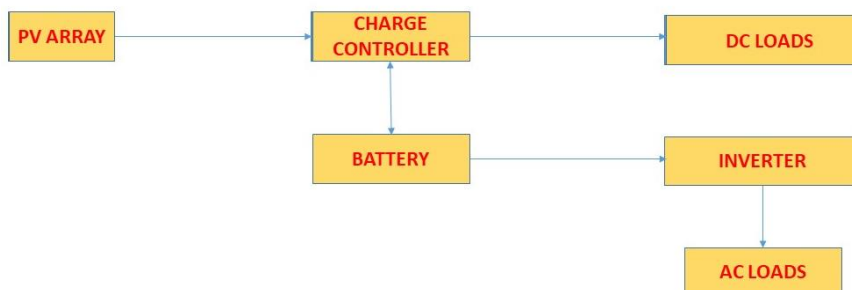 PV ARRAY
CHARGE
CONTROLLER
DC LOADS
BATTERY
INVERTER
AC LOADS